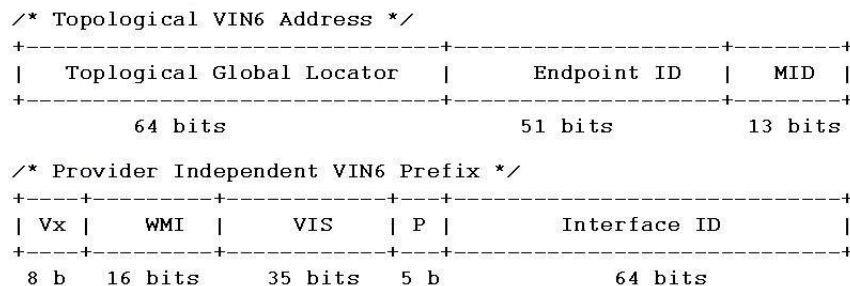 /* Topological VIN6 Address */
+-------------------------------+--------------------+--------+
| Toplogical Global Locator | Endpoint ID | MID |
+-------------------------------+--------------------+--------+
64 bits 51 bits 13 bits
/* Provider Independent VIN6 Prefix */
+----+---------+------------+---+-----------------------------+
| Vx | WMI | VIS | P | Interface ID |
+----+---------+------------+---+-----------------------------+
8 b 16 bits 35 bits 5 b 64 bits